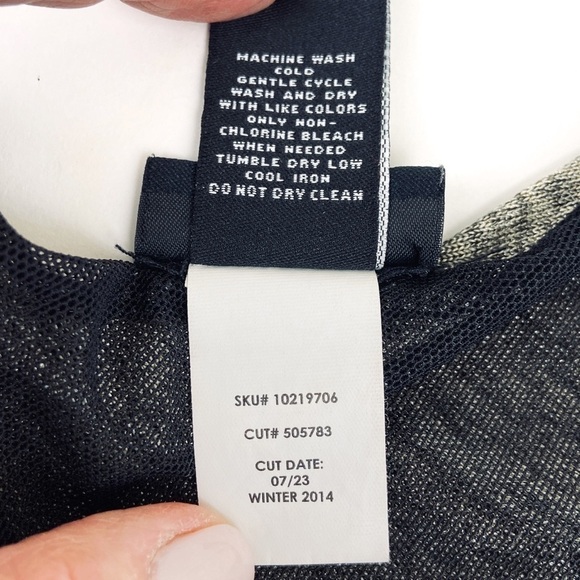 MACHINE WASH
COLD
GENTLE CYCLE
WASH AND DRY
WITH LIKE COLORS
ONLY NON-
CHLORINE BLEACH
WHEN NEEDED
TUMBLE DRY LOW
COOL IRON
DO NOT DRY CLEAN
SKU# 10219706
CUT# 505783
CUT DATE:
07/23
WINTER 2014